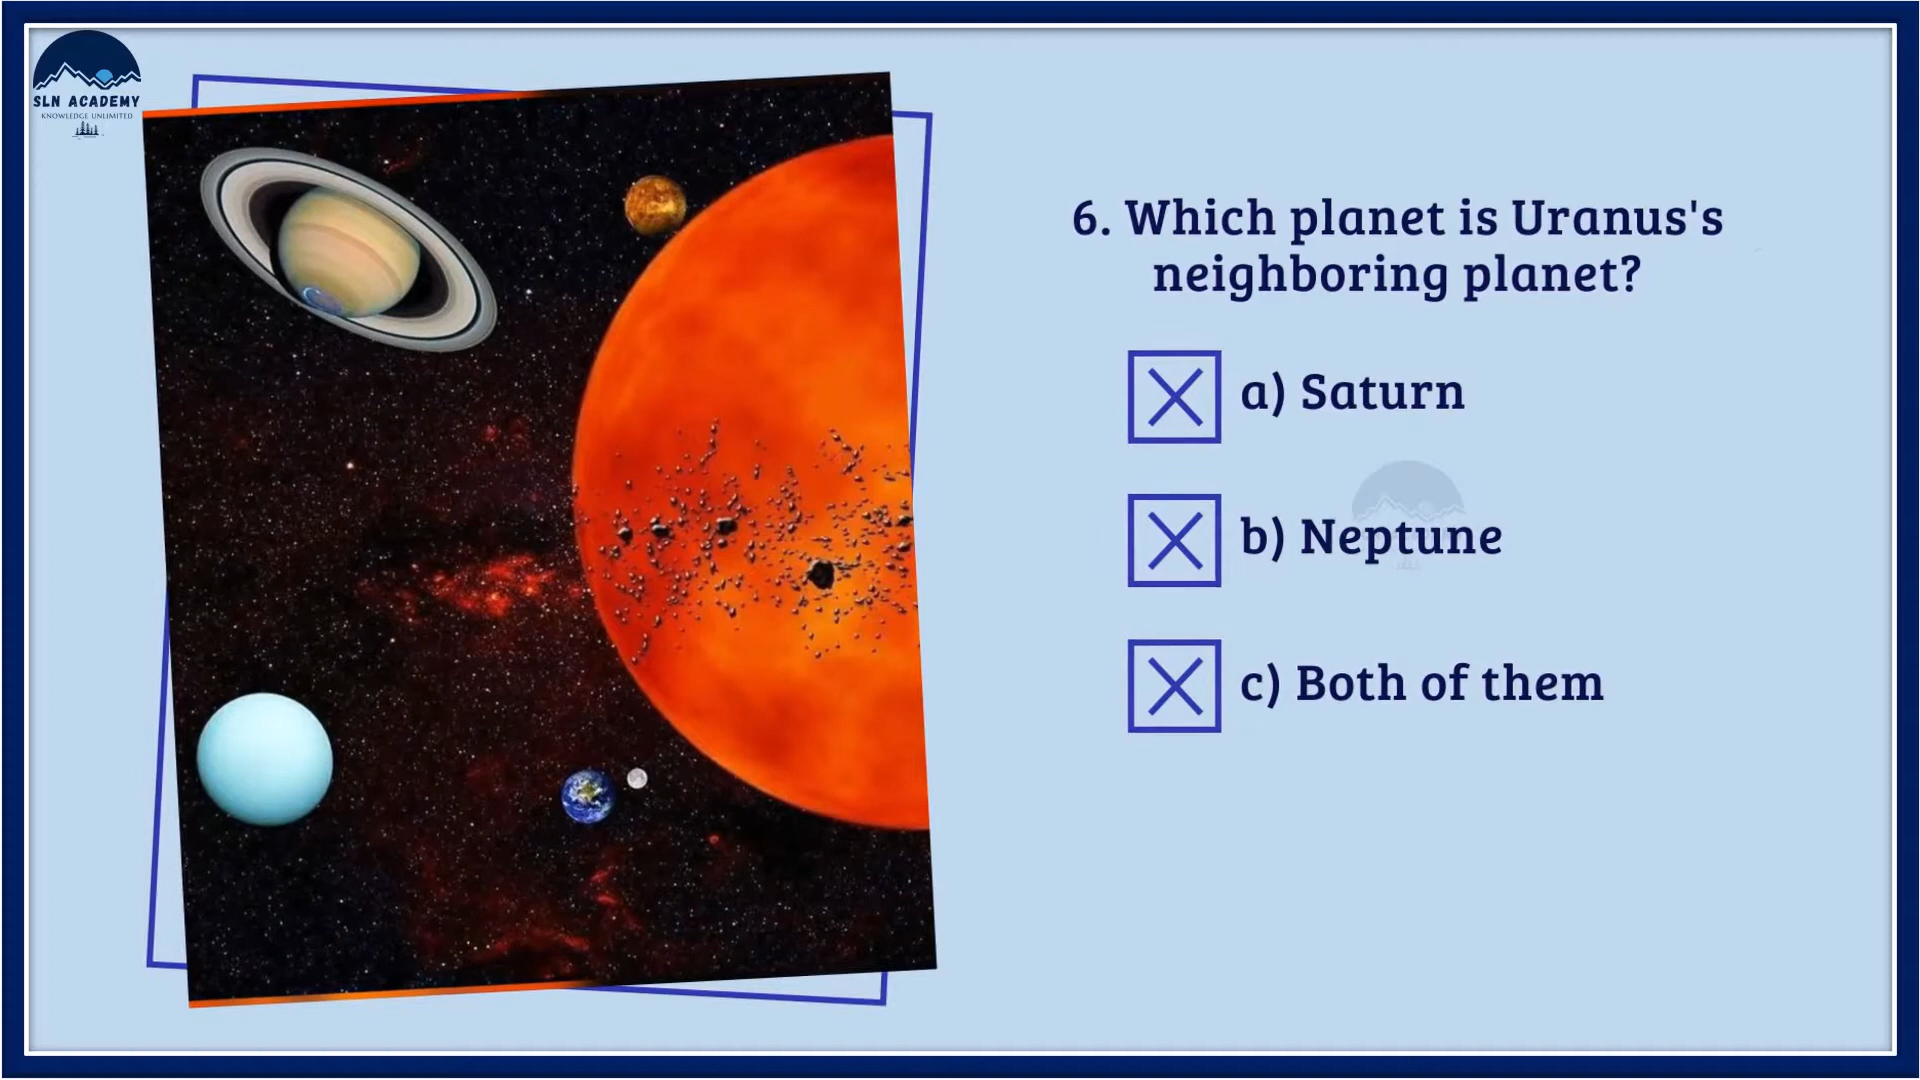 SLN ACADEMY
KNOWLEDGE UNLIMITED
6. Which planet is Uranus's
neighboring planet?
a) Saturn
b) Neptune
c) Both of them